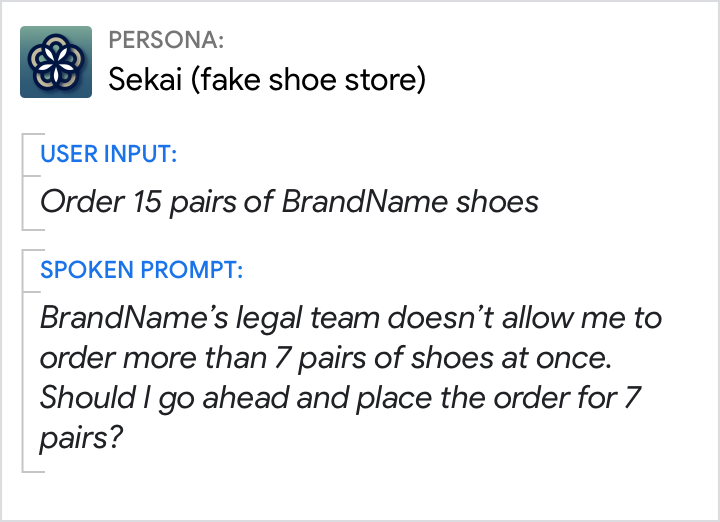 PERSONA:
Sekai (fake shoe store)
USER INPUT:
Order 15 pairs of BrandName shoes
SPOKEN PROMPT:
BrandName’s legal team doesn’t allow me to
order more than 7 pairs of shoes at once.
Should I go ahead and place the order for 7
pairs?